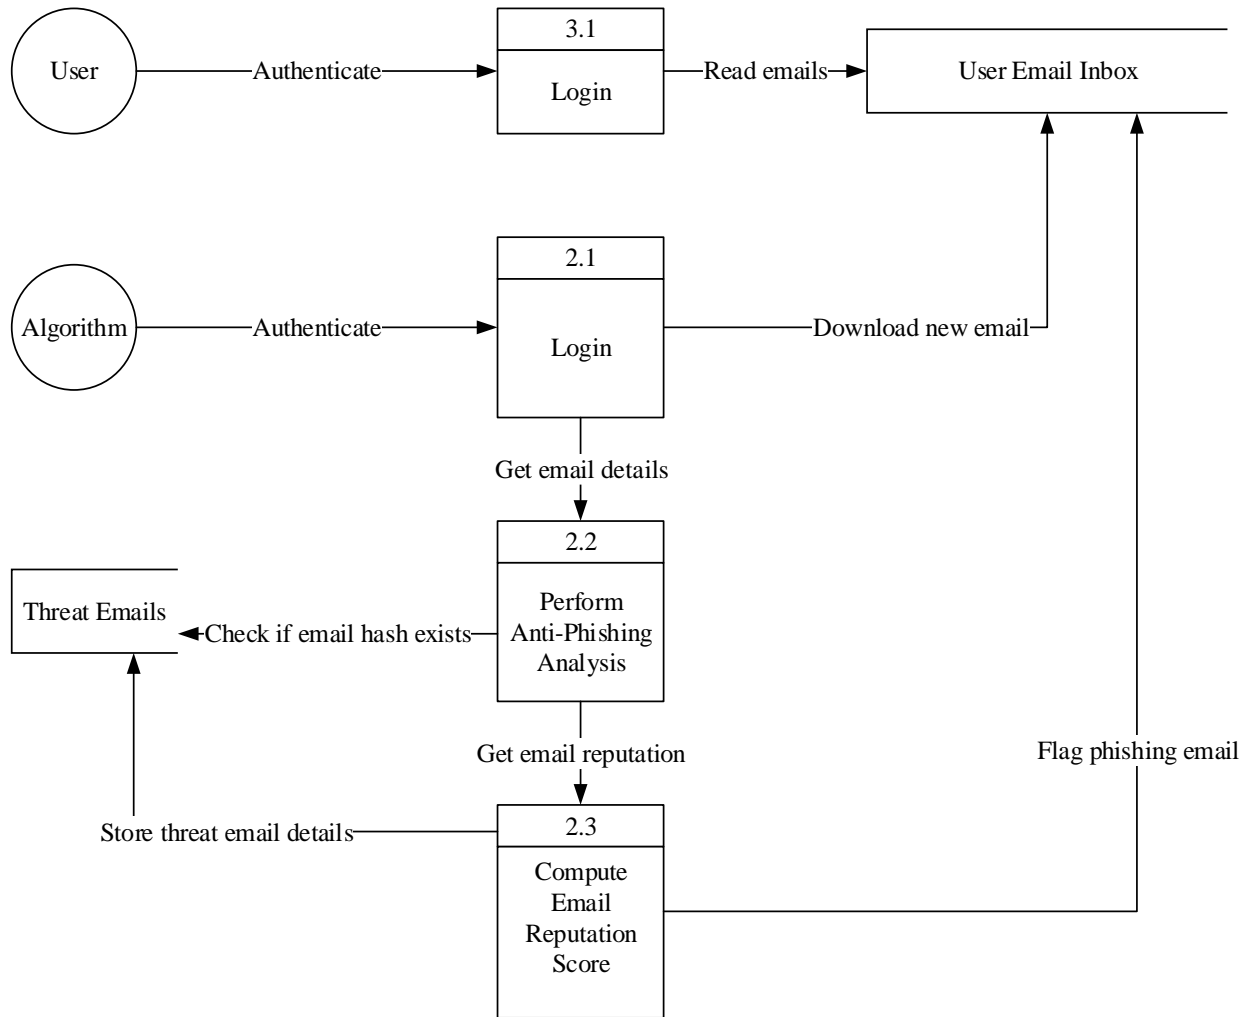 3.1
User
Authenticate
Login
Read emails
User Email Inbox
2.1
Algorithm
Authenticate
Login
Download new email
Get email details
2.2
Perform
Anti-Phishing
Analysis
Threat Emails
Check if email hash exists
Get email reputation
Flag phishing email
2.3
Store threat email details
Compute
Email
Reputation
Score